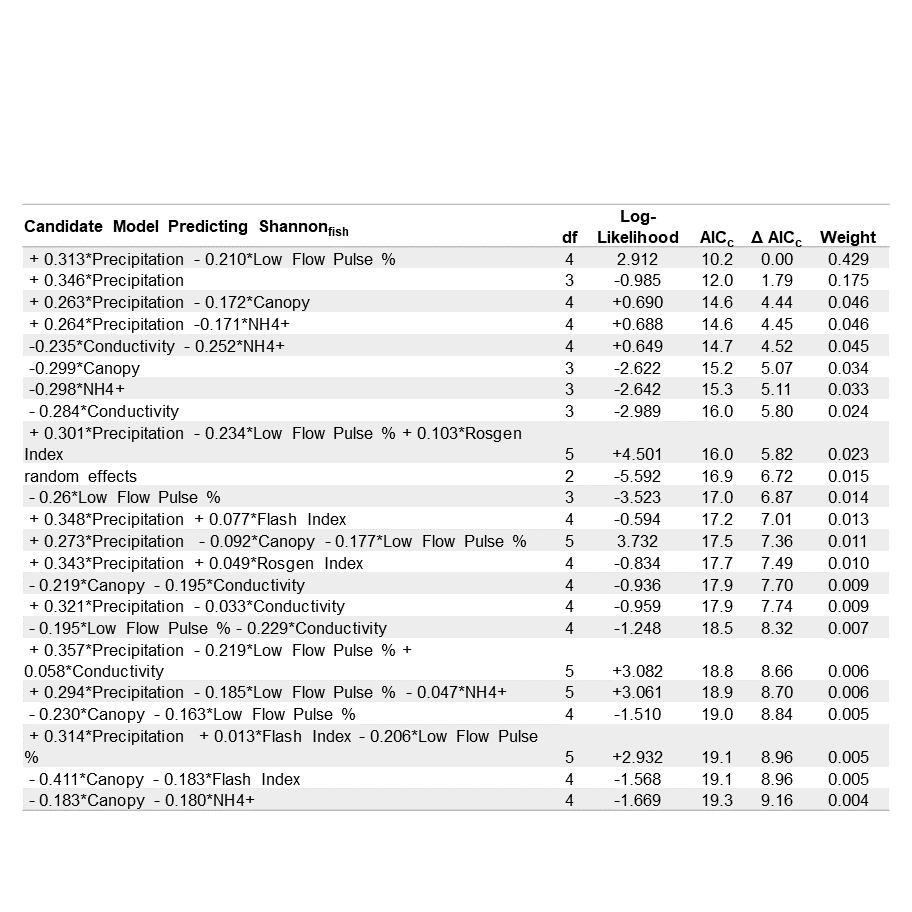 Candidate Model Predicting Shannonfish df Log-Likelihood AICc Δ AICc Weight
+ 0.313*Precipitation - 0.210*Low Flow Pulse % 4 2.912 10.2 0.00 0.429
+ 0.346*Precipitation 3 -0.985 12.0 1.79 0.175
+ 0.263*Precipitation - 0.172*Canopy 4 +0.690 14.6 4.44 0.046
+ 0.264*Precipitation -0.171*NH4+ 4 +0.688 14.6 4.45 0.046
-0.235*Conductivity - 0.252*NH4+ 4 +0.649 14.7 4.52 0.045
-0.299*Canopy 3 -2.622 15.2 5.07 0.034
-0.298*NH4+ 3 -2.642 15.3 5.11 0.033
- 0.284*Conductivity 3 -2.989 16.0 5.80 0.024
+ 0.301*Precipitation - 0.234*Low Flow Pulse % + 0.103*Rosgen
Index 5 +4.501 16.0 5.82 0.023
random effects 2 -5.592 16.9 6.72 0.015
- 0.26*Low Flow Pulse % 3 -3.523 17.0 6.87 0.014
+ 0.348*Precipitation + 0.077*Flash Index 4 -0.594 17.2 7.01 0.013
+ 0.273*Precipitation - 0.092*Canopy - 0.177*Low Flow Pulse % 5 3.732 17.5 7.36 0.011
+ 0.343*Precipitation + 0.049*Rosgen Index 4 -0.834 17.7 7.49 0.010
- 0.219*Canopy - 0.195*Conductivity 4 -0.936 17.9 7.70 0.009
+ 0.321*Precipitation - 0.033*Conductivity 4 -0.959 17.9 7.74 0.009
- 0.195*Low Flow Pulse % - 0.229*Conductivity 4 -1.248 18.5 8.32 0.007
+ 0.357*Precipitation - 0.219*Low Flow Pulse % +
0.058*Conductivity 5 +3.082 18.8 8.66 0.006
+ 0.294*Precipitation - 0.185*Low Flow Pulse % - 0.047*NH4+ 5 +3.061 18.9 8.70 0.006
- 0.230*Canopy - 0.163*Low Flow Pulse % 4 -1.510 19.0 8.84 0.005
+ 0.314*Precipitation + 0.013*Flash Index - 0.206*Low Flow Pulse
% 5 +2.932 19.1 8.96 0.005
- 0.411*Canopy - 0.183*Flash Index 4 -1.568 19.1 8.96 0.005
- 0.183*Canopy - 0.180*NH4+ 4 -1.669 19.3 9.16 0.004